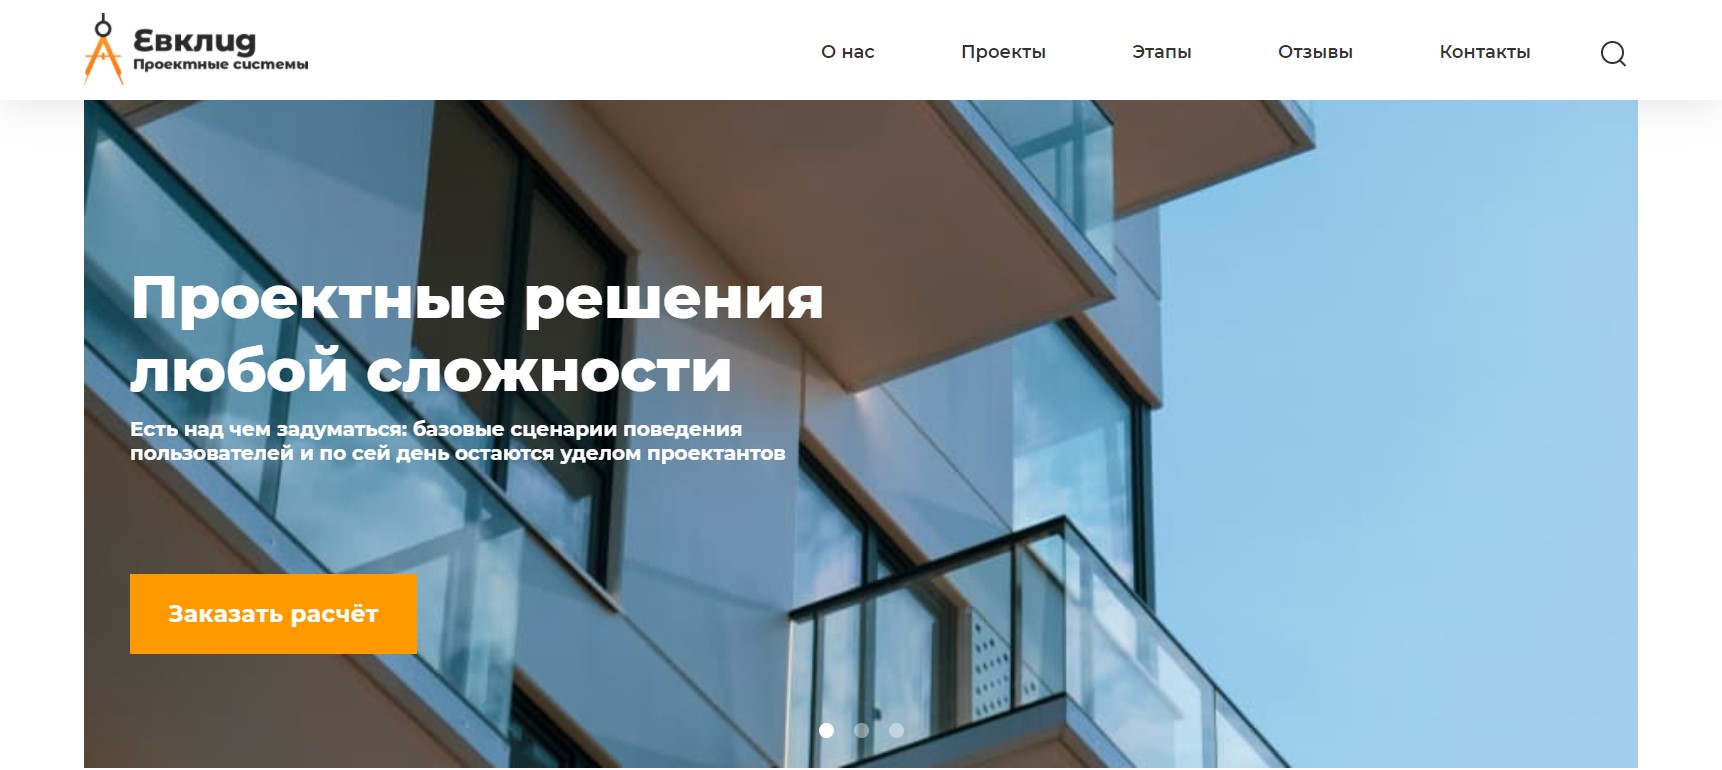 Евклид
Проектные системы
О нас
Проекты
Этапы
Отзывы
Контакты
Проектные решения
любой сложности
Есть над чем задуматься: базовые сценарии поведения
пользователей и по сей день остаются уделом проектантов
Заказать расчёт